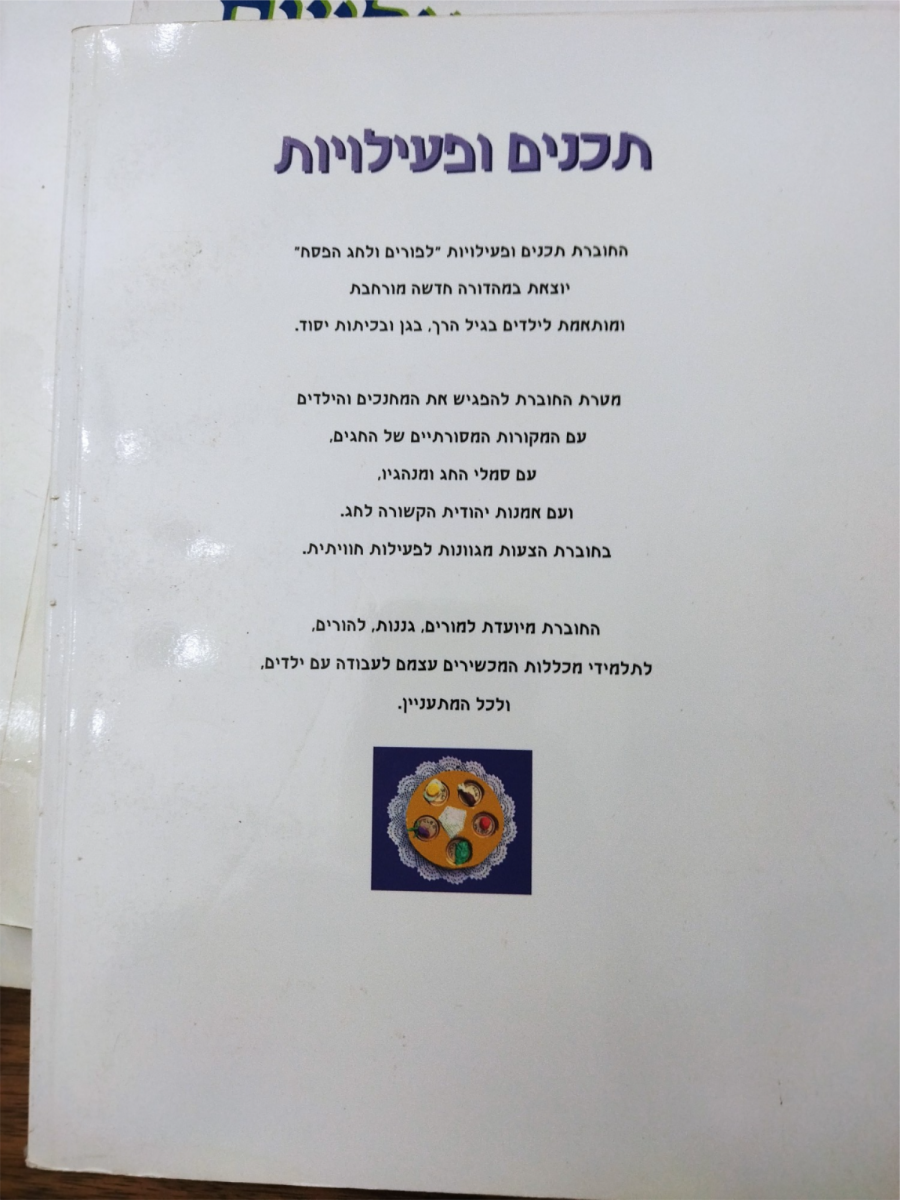 תכנים ופעילויות
החוברת תכנים ופעילויות "לפורים ולחג הפסח"
יוצאת במהדורה חדשה מורחבת
ומותאמת לילדים בגיל הרך, בגן ובכיתות יסוד.
מטרת החוברת להפגיש את המחנכים והילדים
עם המקורות המסורתיים של החגים,
עם סמלי החג ומנהגיו,
ועם אמנות יהודית הקשורה לחג.
בחוברת הצעות מגוונות לפעילות חוויתית.
החוברת מיועדת למורים, גננות, להורים,
לתלמידי מכללות המכשירים עצמם לעבודה עם ילדים,
ולכל המתעניין.